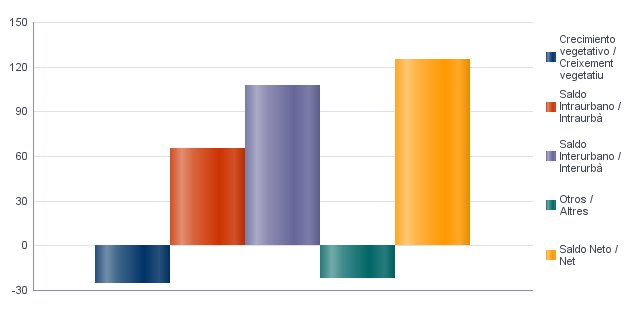 150
120
90
60
30
0
-30
Crecimiento
vegetativo /
Creixement
vegetatiu
Saldo
Intraurbano /
Intraurbà
Saldo
Interurbano /
Interurbà
Otros /
Altres
Saldo Neto /
Net